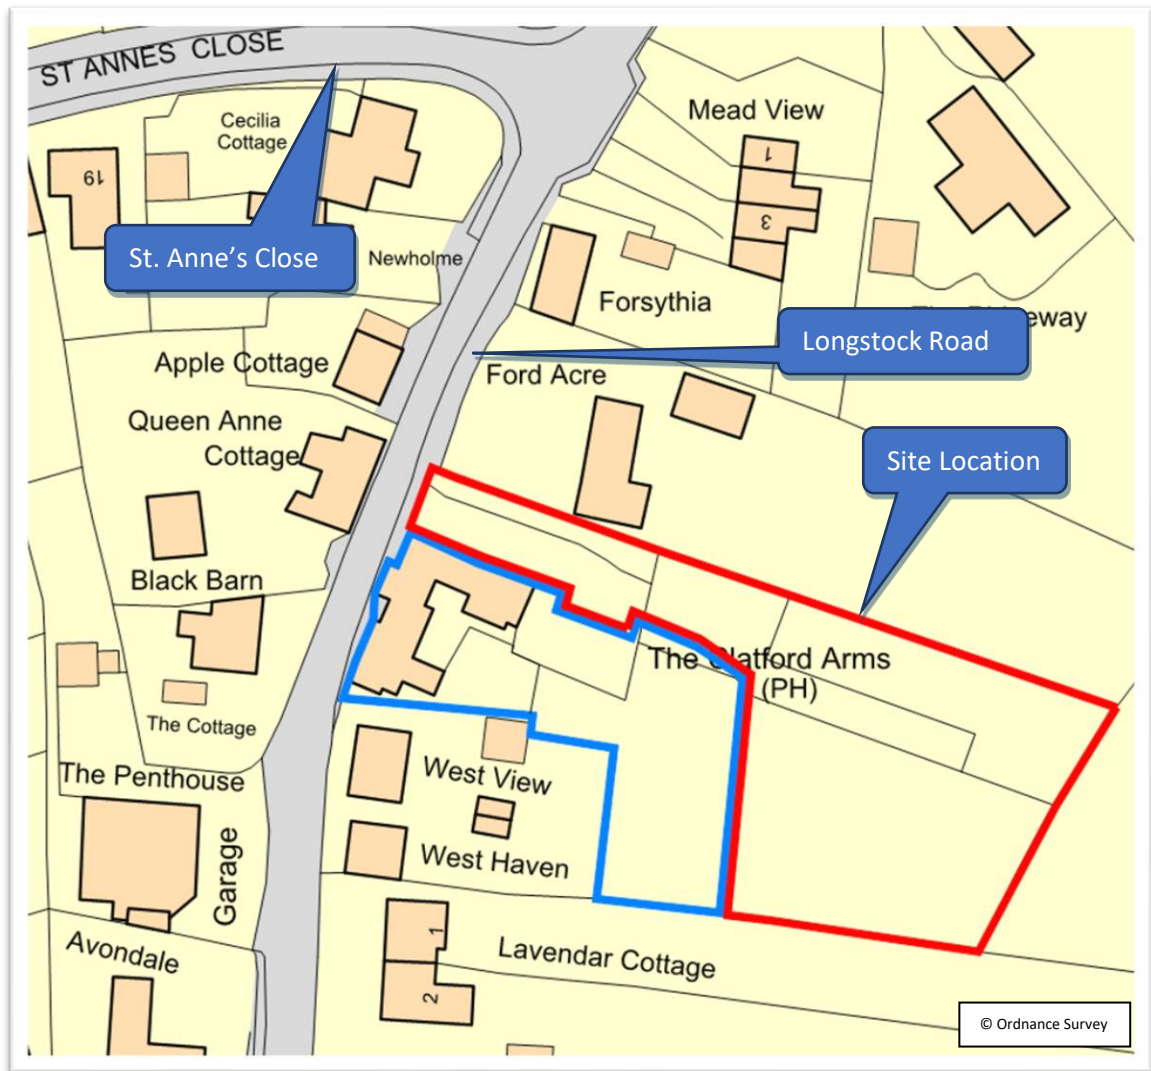 ST ANNES CLOSE
Cecilia
Cottage
19
Mead View
1
3
St. Anne's Close
Newholme
Forsythia
Longstock Road
Apple Cottage
Ford Acre
Queen Anne
Cottage
Site Location
Black Barn
The Clatford Arms
(PH)
The Cottage
The Penthouse
West View
Garage
West Haven
Avondale
1
Lavendar Cottage
2
© Ordnance Survey